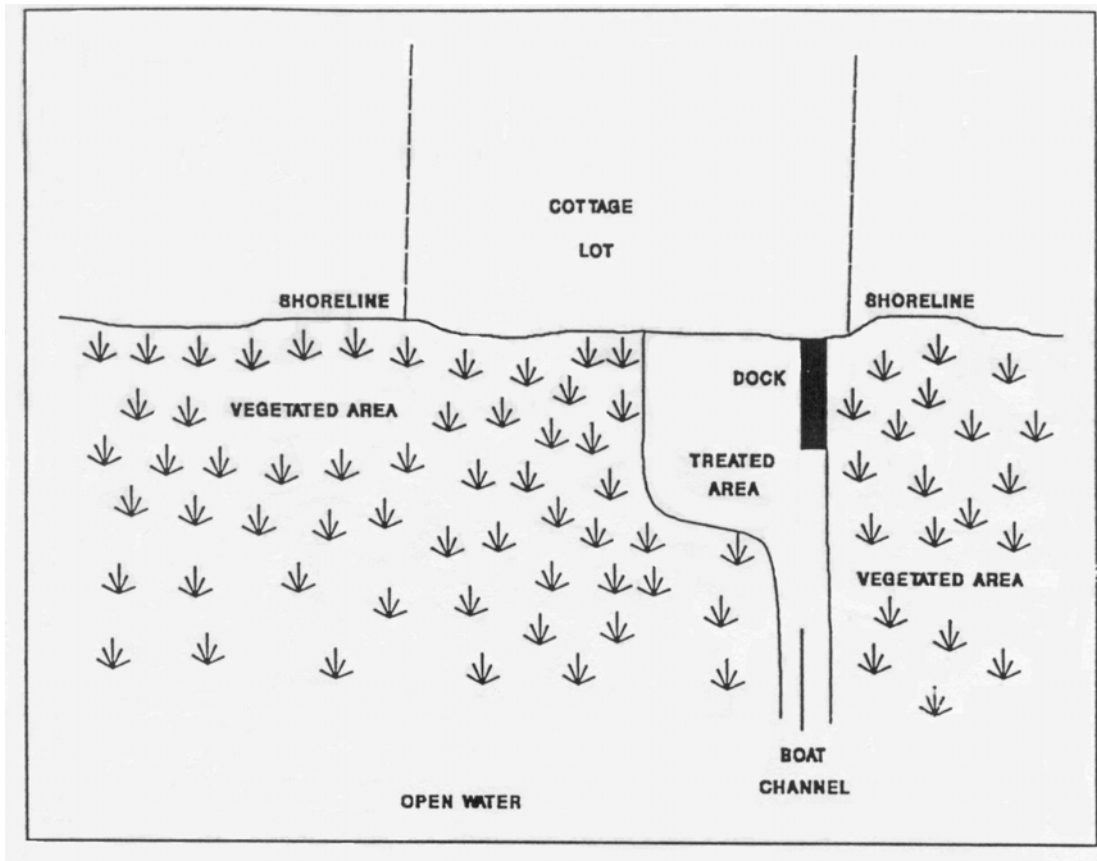 COTTAGE
LOT
SHORELINE
SHORELINE
DOCK
VEGETATED AREA
TREATED
AREA
VEGETATED AREA
BOAT
CHANNEL
OPEN WATER